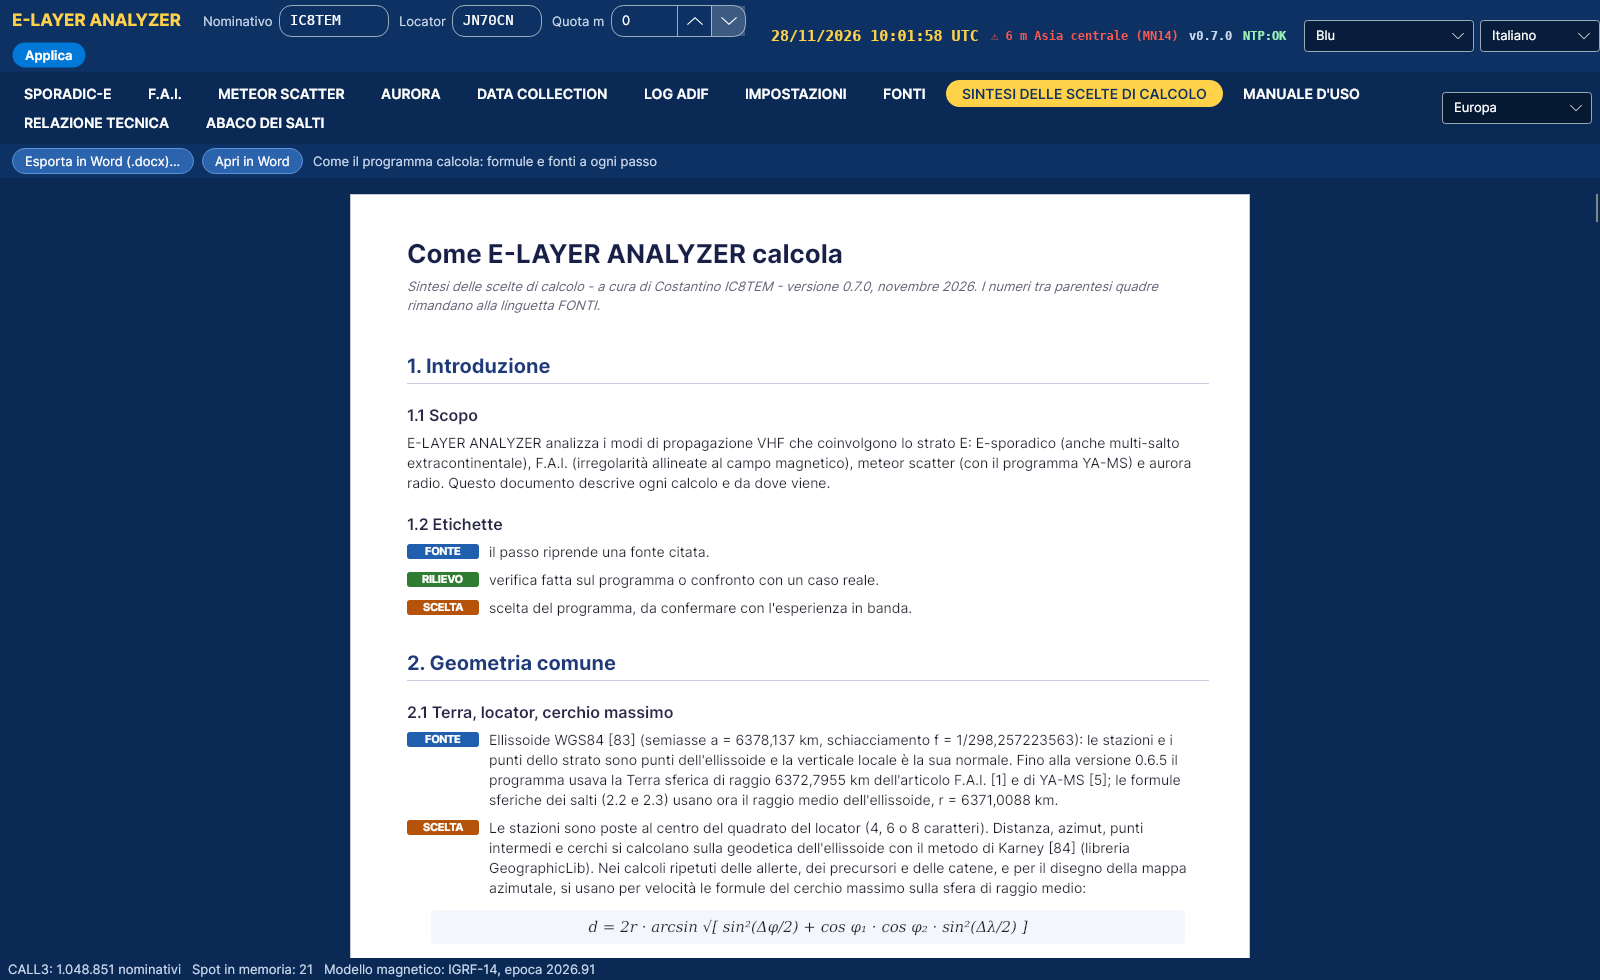 E-LAYER ANALYZER Nominativo IC8TEM Locator JN70CN Quota m 0
28/11/2026 10:01:58 UTC ⚠ 6 m Asia centrale (MN14) v0.7.0 NTP:OK Blu Italiano
Applica
SPORADIC-E F.A.I. METEOR SCATTER AURORA DATA COLLECTION LOG ADIF IMPOSTAZIONI FONTI SINTESI DELLE SCELTE DI CALCOLO MANUALE D'USO
RELAZIONE TECNICA ABACO DEI SALTI
Europa
Esporta in Word (.docx)... Apri in Word Come il programma calcola: formule e fonti a ogni passo
Come E-LAYER ANALYZER calcola
Sintesi delle scelte di calcolo - a cura di Costantino IC8TEM - versione 0.7.0, novembre 2026. I numeri tra parentesi quadre
rimandano alla linguetta FONTI.
1. Introduzione
1.1 Scopo
E-LAYER ANALYZER analizza i modi di propagazione VHF che coinvolgono lo strato E: E-sporadico (anche multi-salto
extracontinentale), F.A.I. (irregolarità allineate al campo magnetico), meteor scatter (con il programma YA-MS) e aurora
radio. Questo documento descrive ogni calcolo e da dove viene.
1.2 Etichette
FONTE il passo riprende una fonte citata.
RILIEVO verifica fatta sul programma o confronto con un caso reale.
SCELTA scelta del programma, da confermare con l'esperienza in banda.
2. Geometria comune
2.1 Terra, locator, cerchio massimo
FONTE Ellissoide WGS84 [83] (semiasse a = 6378,137 km, schiacciamento f = 1/298,257223563): le stazioni e i
punti dello strato sono punti dell'ellissoide e la verticale locale è la sua normale. Fino alla versione 0.6.5 il
programma usava la Terra sferica di raggio 6372,7955 km dell'articolo F.A.I. [1] e di YA-MS [5]; le formule
sferiche dei salti (2.2 e 2.3) usano ora il raggio medio dell'ellissoide, r = 6371,0088 km.
SCELTA Le stazioni sono poste al centro del quadrato del locator (4, 6 o 8 caratteri). Distanza, azimut, punti
intermedi e cerchi si calcolano sulla geodetica dell'ellissoide con il metodo di Karney [84] (libreria
GeographicLib). Nei calcoli ripetuti delle allerte, dei precursori e delle catene, e per il disegno della mappa
azimutale, si usano per velocità le formule del cerchio massimo sulla sfera di raggio medio:
d = 2r · arcsin √[ sin²(Δφ/2) + cos φ₁ · cos φ₂ · sin²(Δλ/2) ]
CALL3: 1.048.851 nominativi Spot in memoria: 21 Modello magnetico: IGRF-14, epoca 2026.91